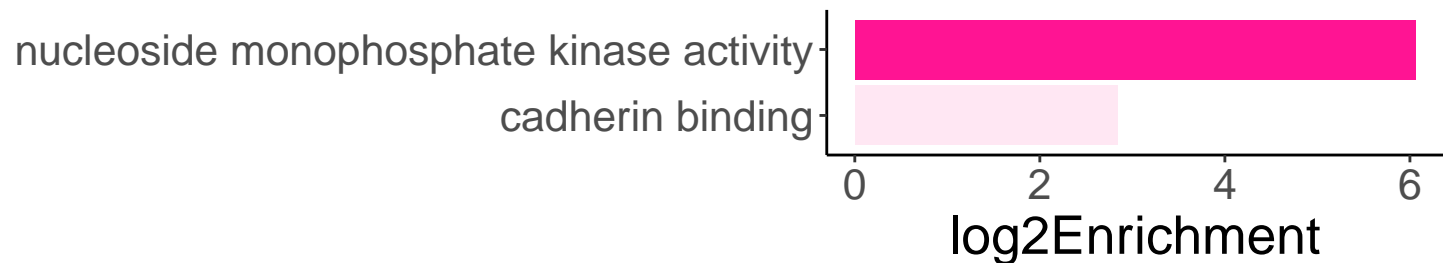 nucleoside monophosphate kinase activity
cadherin binding
0 2 4 6
log2Enrichment